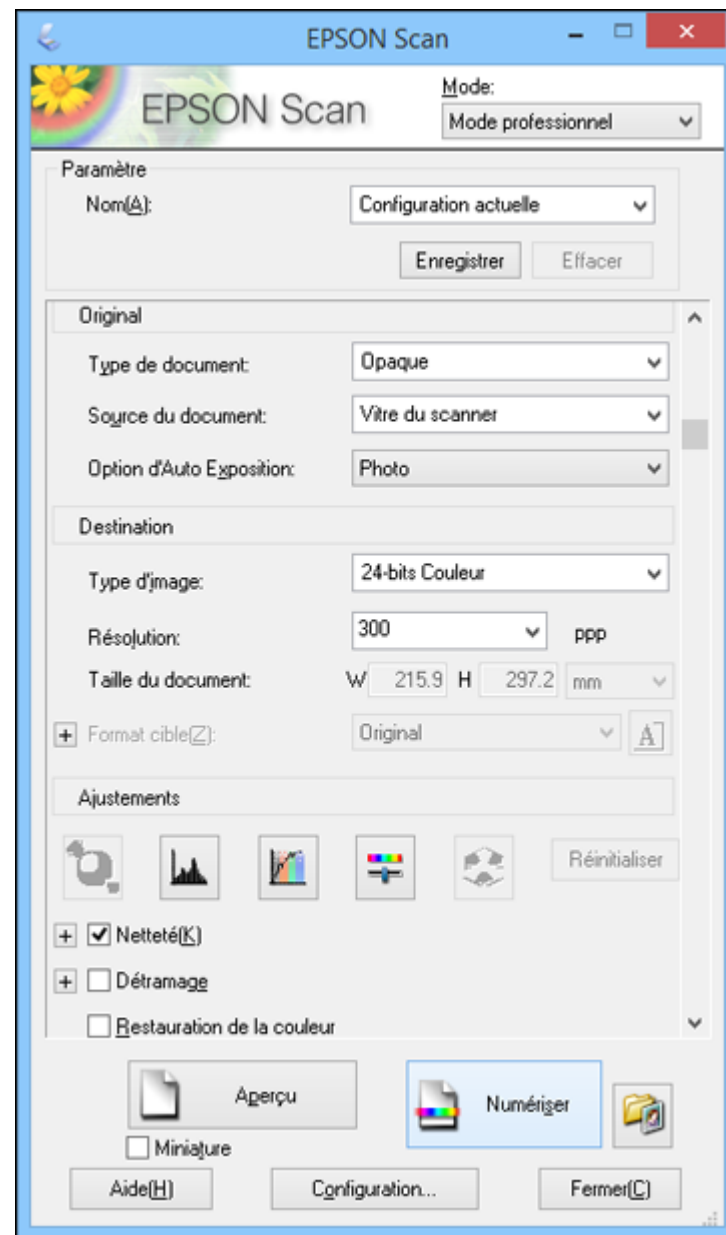 EPSON Scan
EPSON Scan
Mode:
Mode professionnel
Paramètre
Nom(A): Configuration actuelle
Enregistrer Effacer
Original
Type de document: Opaque
Source du document: Vitre du scanner
Option d'Auto Exposition: Photo
Destination
Type d'image: 24-bits Couleur
Résolution: 300 ppp
Taille du document: W 215.9 H 297.2 mm
Format cible(Z): Original A
Ajustements
Réinitialiser
Netteté(K)
Détramage
Restauration de la couleur
Aperçu Numériser
Miniature
Aide(H) Configuration... Fermer(C)